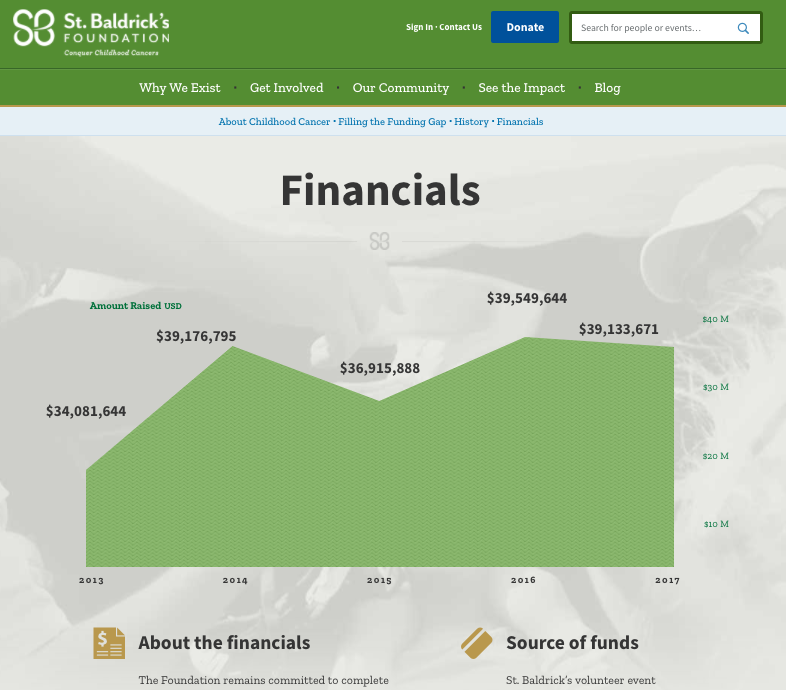 St. Baldrick's
FOUNDATION
Conquer Childhood Cancers
Sign In · Contact Us
Donate
Search for people or events…
Why We Exist • Get Involved • Our Community • See the Impact • Blog
About Childhood Cancer • Filling the Funding Gap • History • Financials
Financials
Amount Raised USD
$39,549,644
$40 M
$39,133,671
$39,176,795
$36,915,888
$30 M
$34,081,644
$20 M
$10 M
2013 2014 2015 2016 2017
About the financials
The Foundation remains committed to complete
Source of funds
St. Baldrick's volunteer event